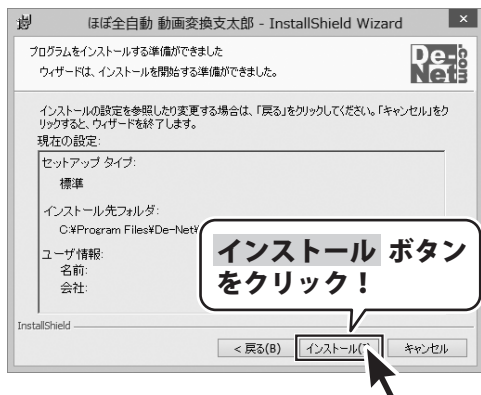 ほぼ全自動 動画変換支太郎 - InstallShield Wizard
プログラムをインストールする準備ができました
ウィザードは、インストールを開始する準備ができました。
De-Net.com
インストールの設定を参照したり変更する場合は、「戻る」をクリックしてください。「キャンセル」をク
リックすると、ウィザードを終了します。
現在の設定:
セットアップ タイプ:
標準
インストール先フォルダ:
C:¥Program Files¥De-Net¥
ユーザ情報:
名前:
会社:
インストール ボタン
をクリック！
InstallShield
< 戻る(B)
インストール(
キャンセル